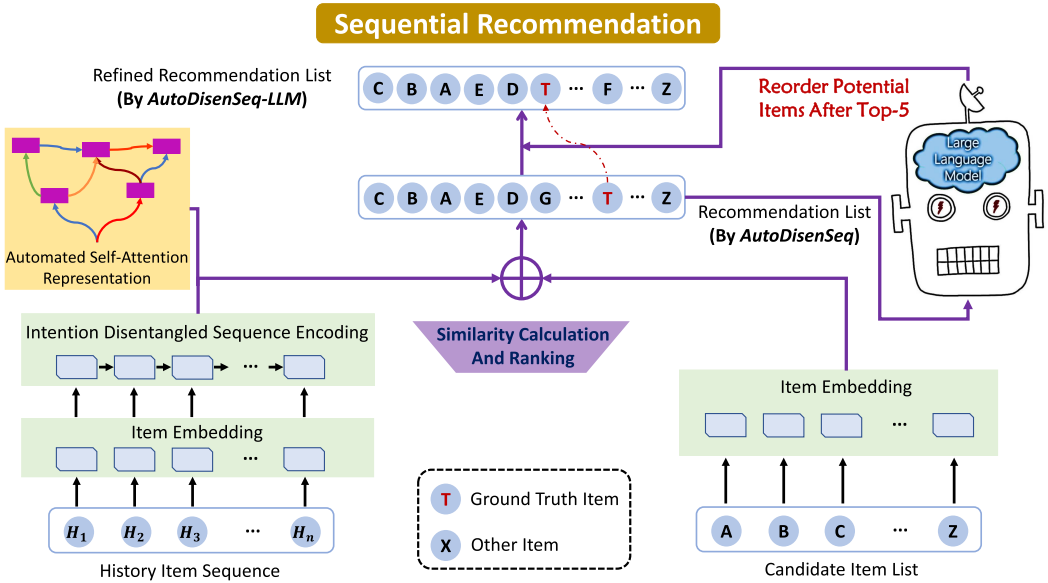 Sequential Recommendation
Refined Recommendation List
(By AutoDisenSeq-LLM)
C B A E D T ··· F ··· Z
Reorder Potential
Items After Top-5
Large
Language
Model
C B A E D G ··· T ··· Z
Recommendation List
(By AutoDisenSeq)
Automated Self-Attention
Representation
Similarity Calculation
And Ranking
Intention Disentangled Sequence Encoding
···
Item Embedding
···
H1 H2 H3 ··· Hn
History Item Sequence
T Ground Truth Item
X Other Item
Item Embedding
···
A B C ··· Z
Candidate Item List